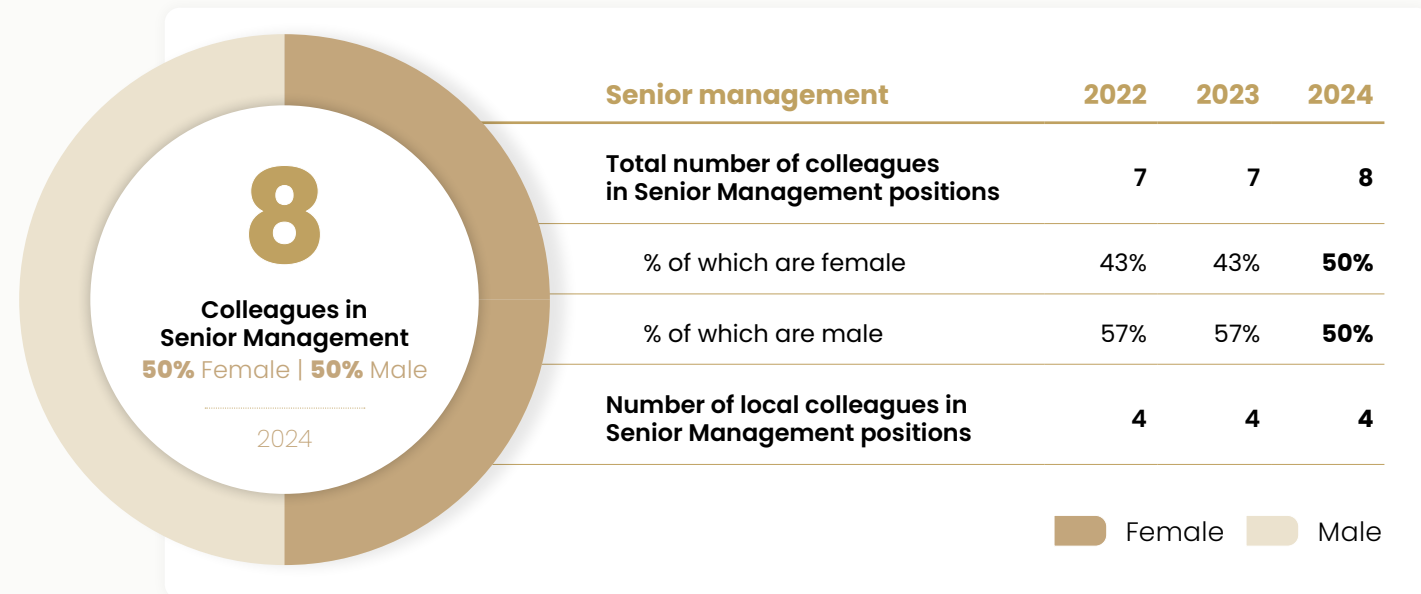 8
Colleagues in
Senior Management
50% Female | 50% Male
2024
Senior management 2022 2023 2024
Total number of colleagues
in Senior Management positions 7 7 8
% of which are female 43% 43% 50%
% of which are male 57% 57% 50%
Number of local colleagues in
Senior Management positions 4 4 4
Female Male